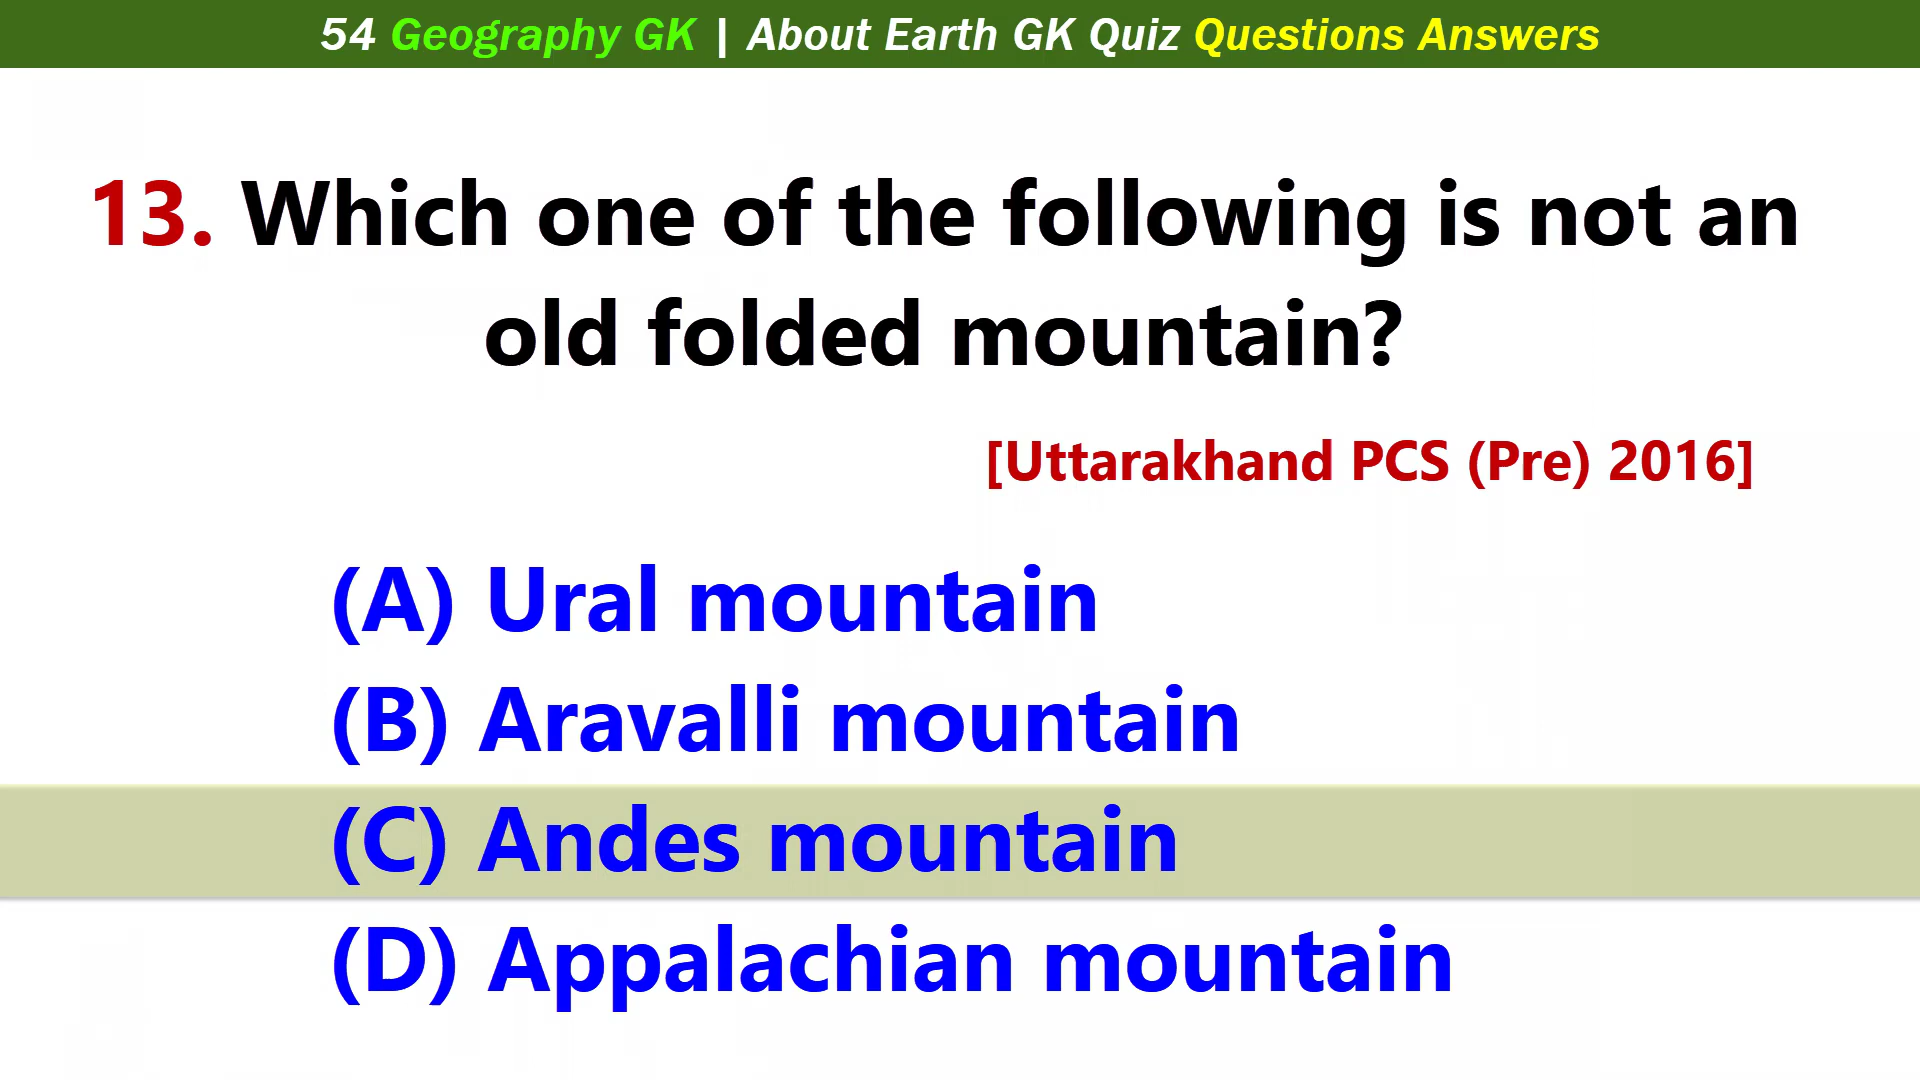 54 Geography GK | About Earth GK Quiz Questions Answers
13. Which one of the following is not an
old folded mountain?
[Uttarakhand PCS (Pre) 2016]
(A) Ural mountain
(B) Aravalli mountain
(C) Andes mountain
(D) Appalachian mountain